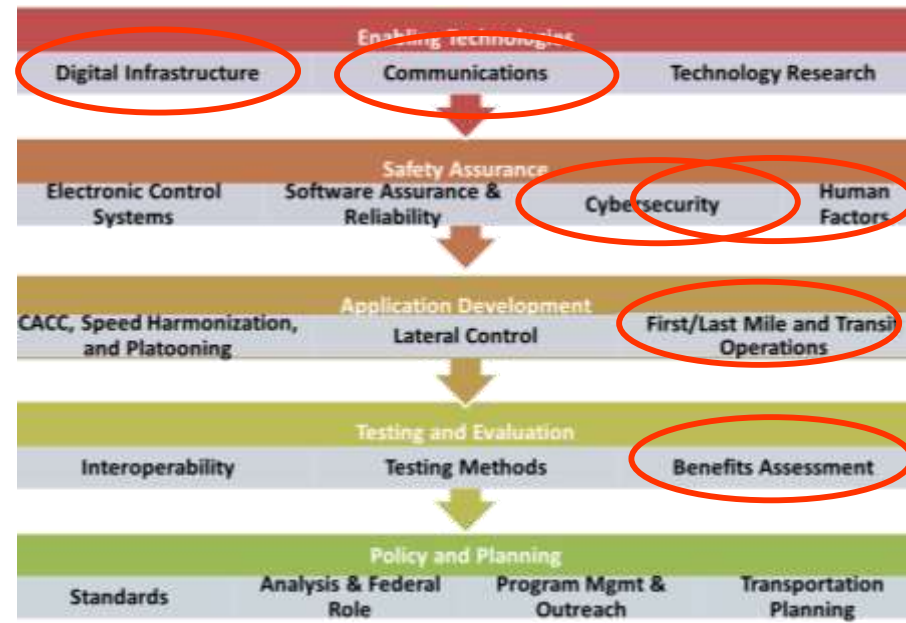 Enabling Technologies
Digital Infrastructure Communications Technology Research
Safety Assurance
Electronic Control Software Assurance & Cybersecurity Human
Systems Reliability Factors
Application Development
CACC, Speed Harmonization, Lateral Control First/Last Mile and Transit
and Platooning Operations
Testing and Evaluation
Interoperability Testing Methods Benefits Assessment
Policy and Planning
Standards Analysis & Federal Program Mgmt & Transportation
Role Outreach Planning